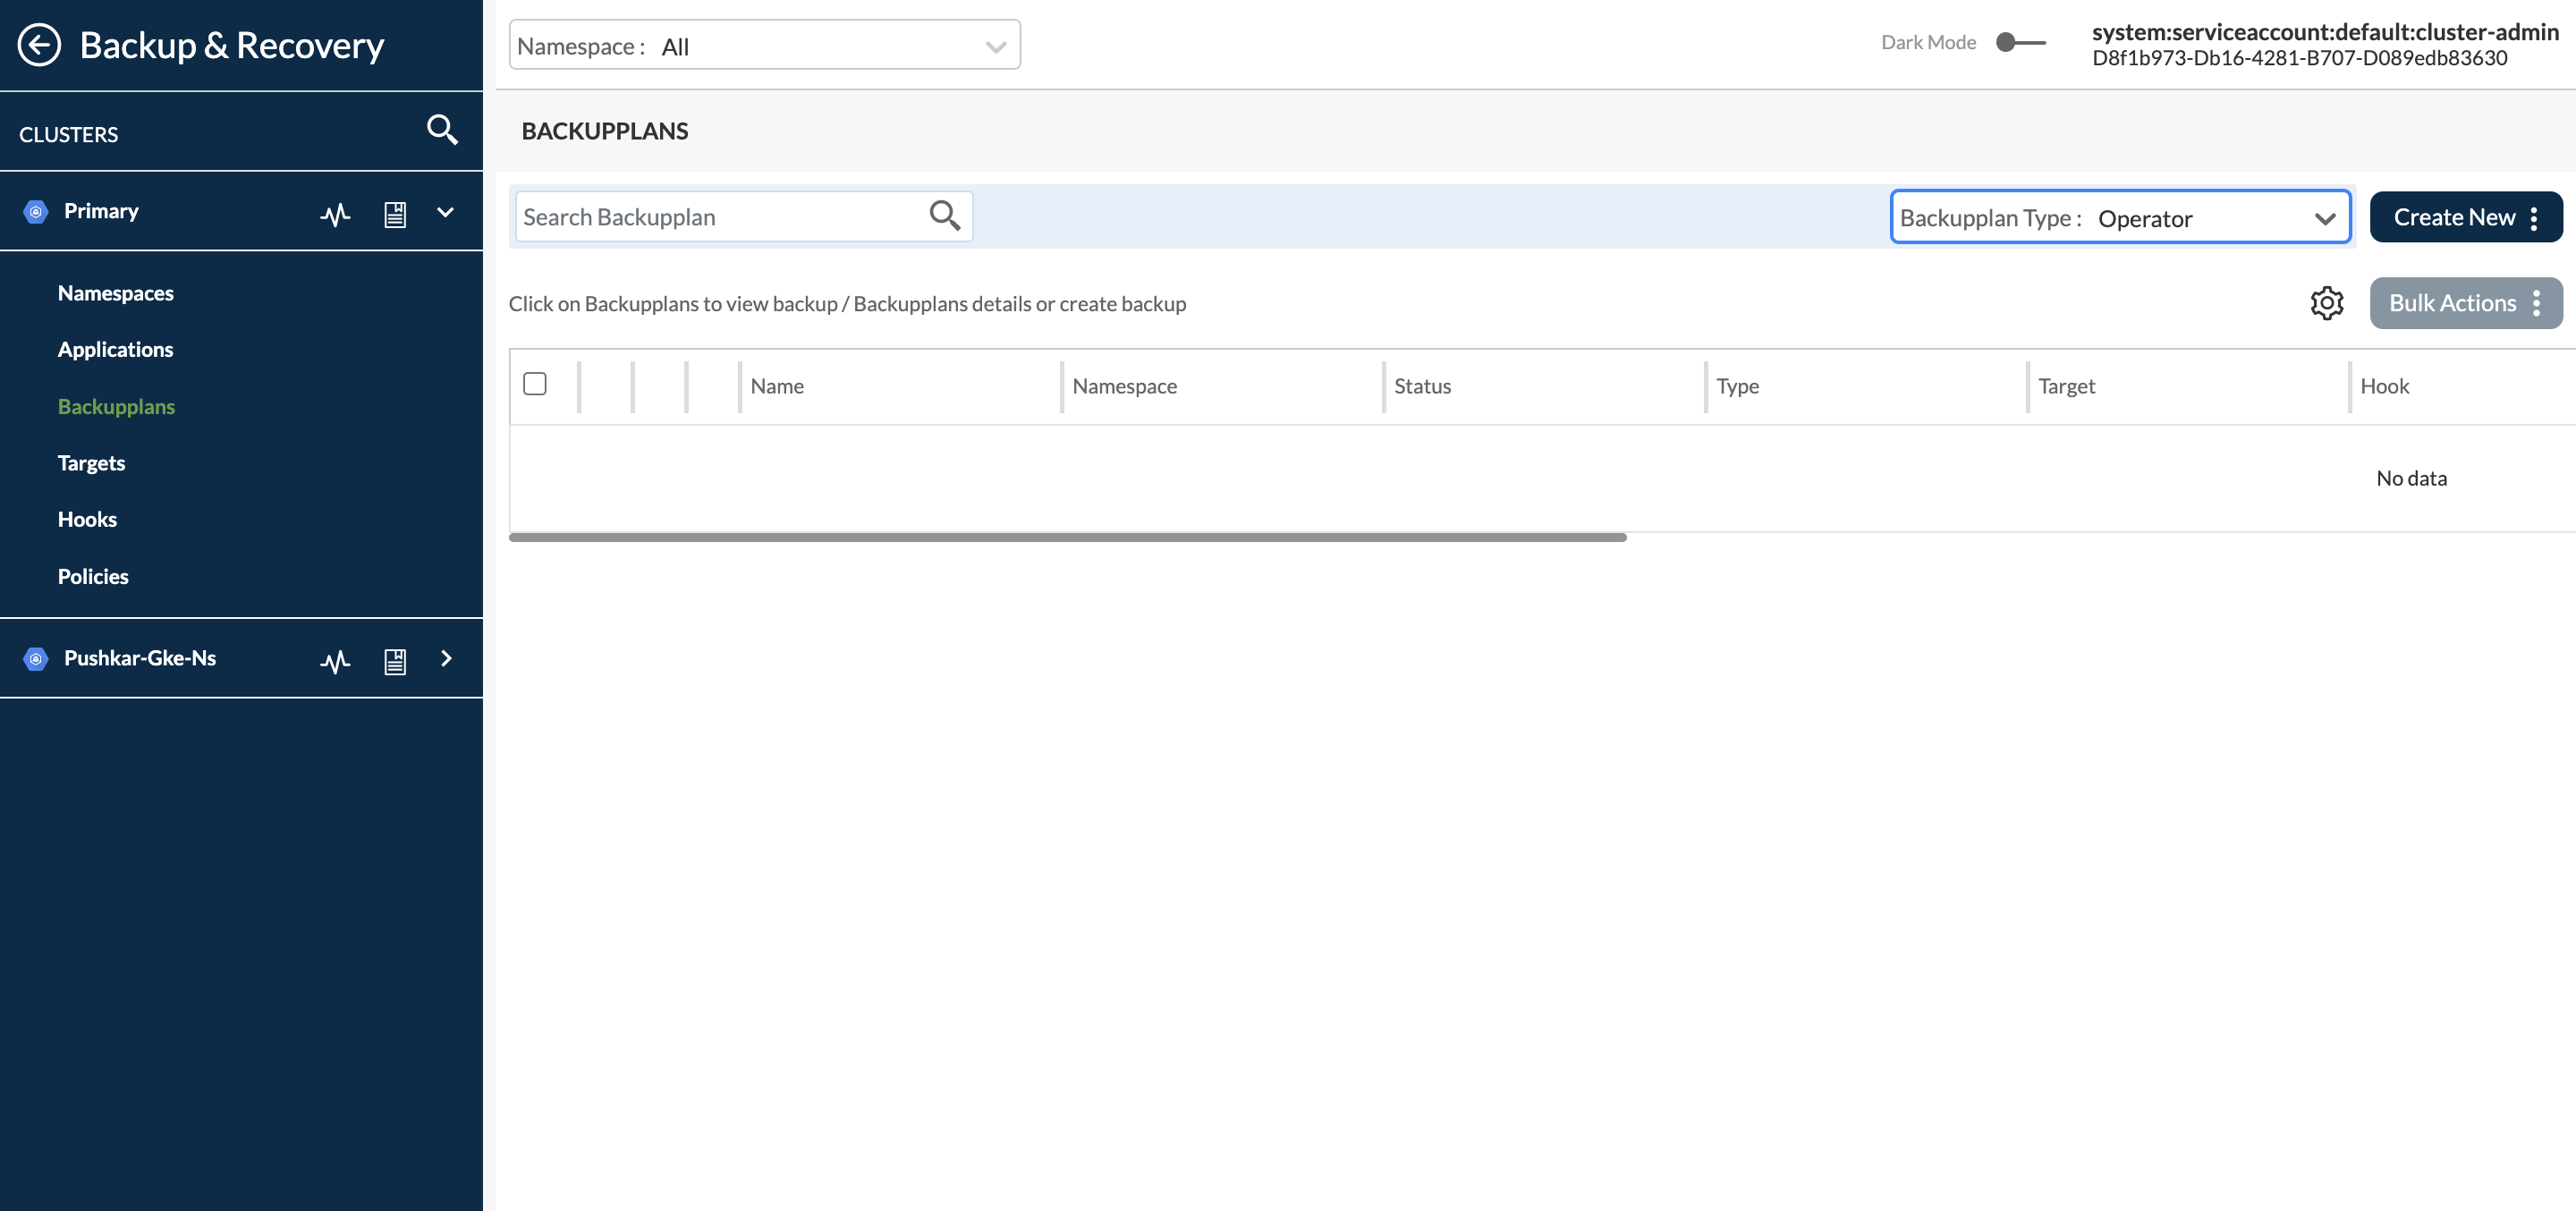 Backup & Recovery
CLUSTERS
Primary
Namespaces
Applications
Backupplans
Targets
Hooks
Policies
Pushkar-Gke-Ns
Namespace : All
Dark Mode
system:serviceaccount:default:cluster-admin
D8f1b973-Db16-4281-B707-D089edb83630
BACKUPPLANS
Search Backupplan
Backupplan Type : Operator
Create New
Click on Backupplans to view backup / Backupplans details or create backup
Bulk Actions
Name Namespace Status Type Target Hook
No data